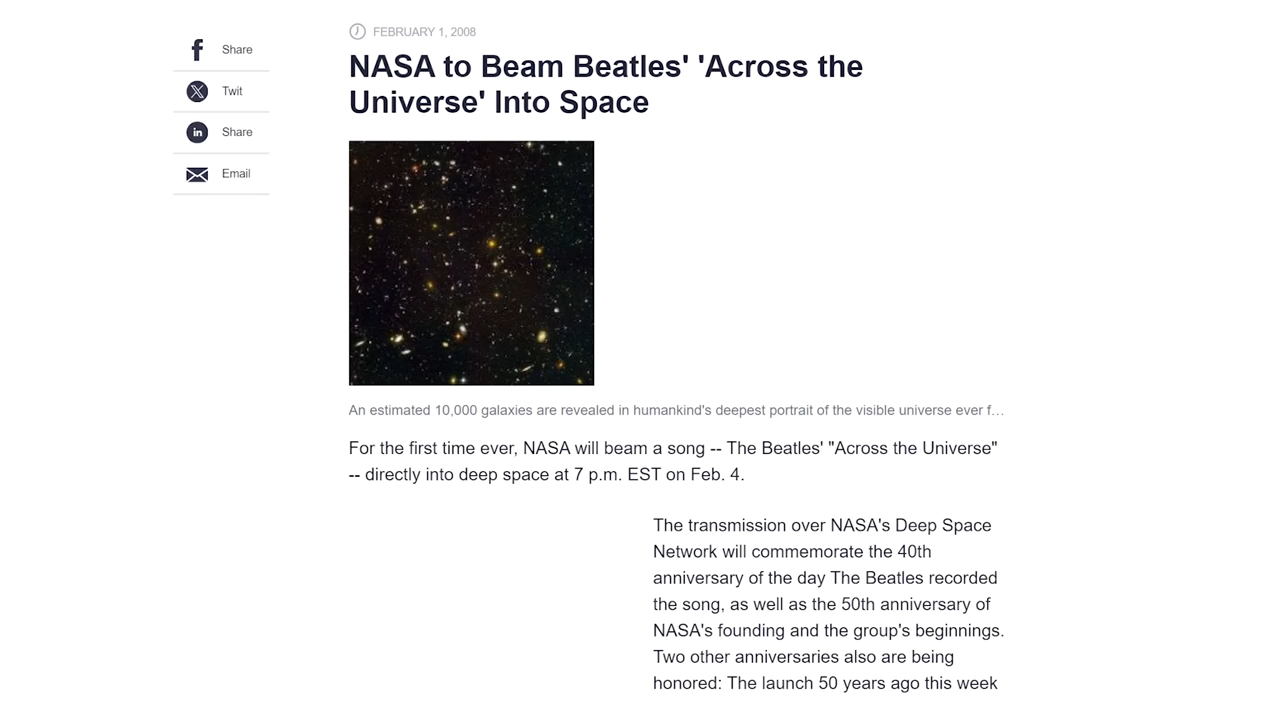 Share
Twit
Share
Email
FEBRUARY 1, 2008
NASA to Beam Beatles' 'Across the
Universe' Into Space
An estimated 10,000 galaxies are revealed in humankind's deepest portrait of the visible universe ever f…
For the first time ever, NASA will beam a song -- The Beatles' "Across the Universe"
-- directly into deep space at 7 p.m. EST on Feb. 4.
The transmission over NASA's Deep Space
Network will commemorate the 40th
anniversary of the day The Beatles recorded
the song, as well as the 50th anniversary of
NASA's founding and the group's beginnings.
Two other anniversaries also are being
honored: The launch 50 years ago this week